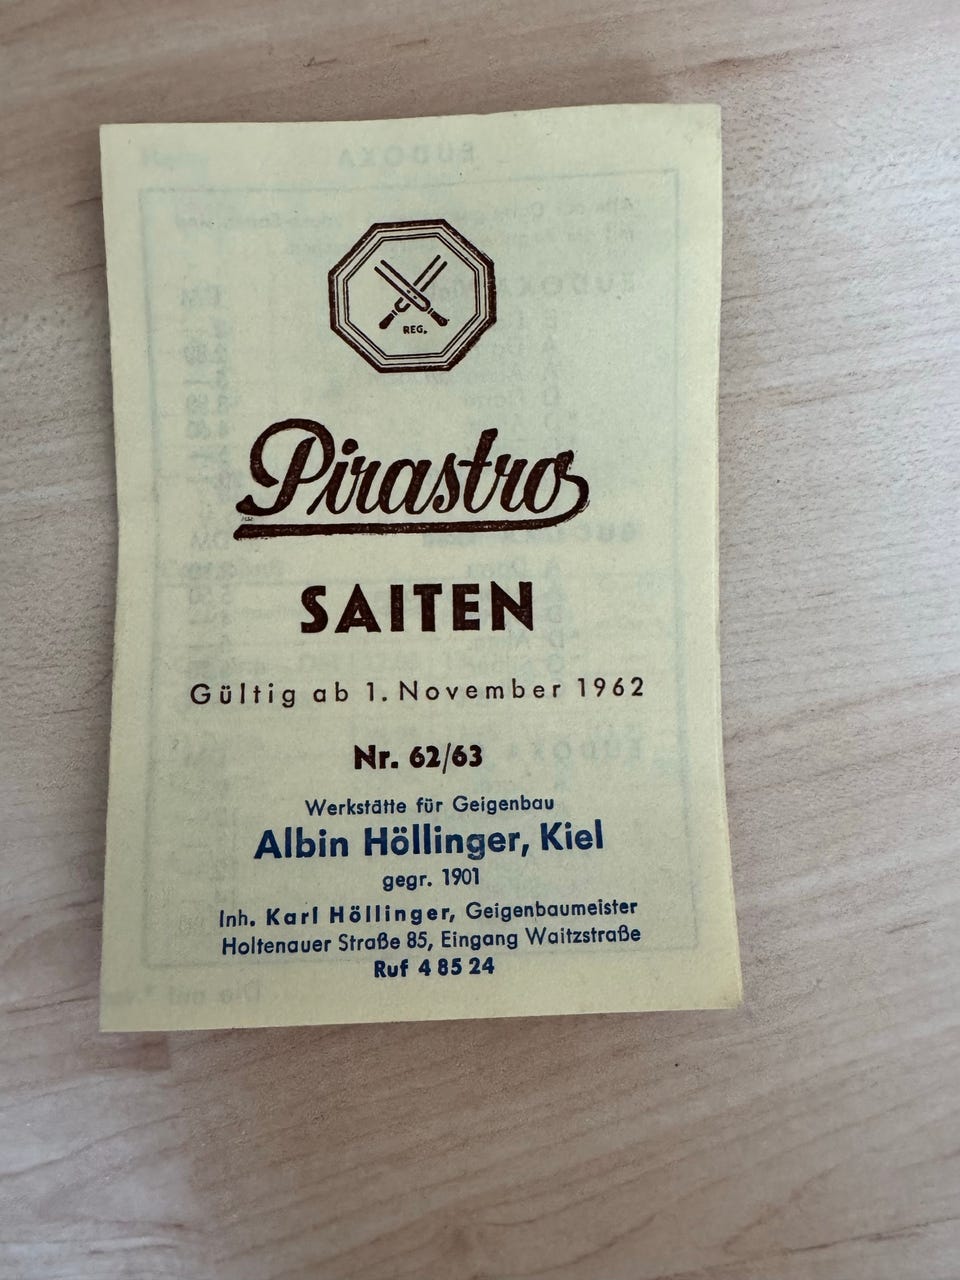 REG.
Pirastro
SAITEN
Gültig ab 1. November 1962
Nr. 62/63
Werkstätte für Geigenbau
Albin Höllinger, Kiel
gegr. 1901
Inh. Karl Höllinger, Geigenbaumeister
Holtenauer Straße 85, Eingang Waitzstraße
Ruf 4 85 24